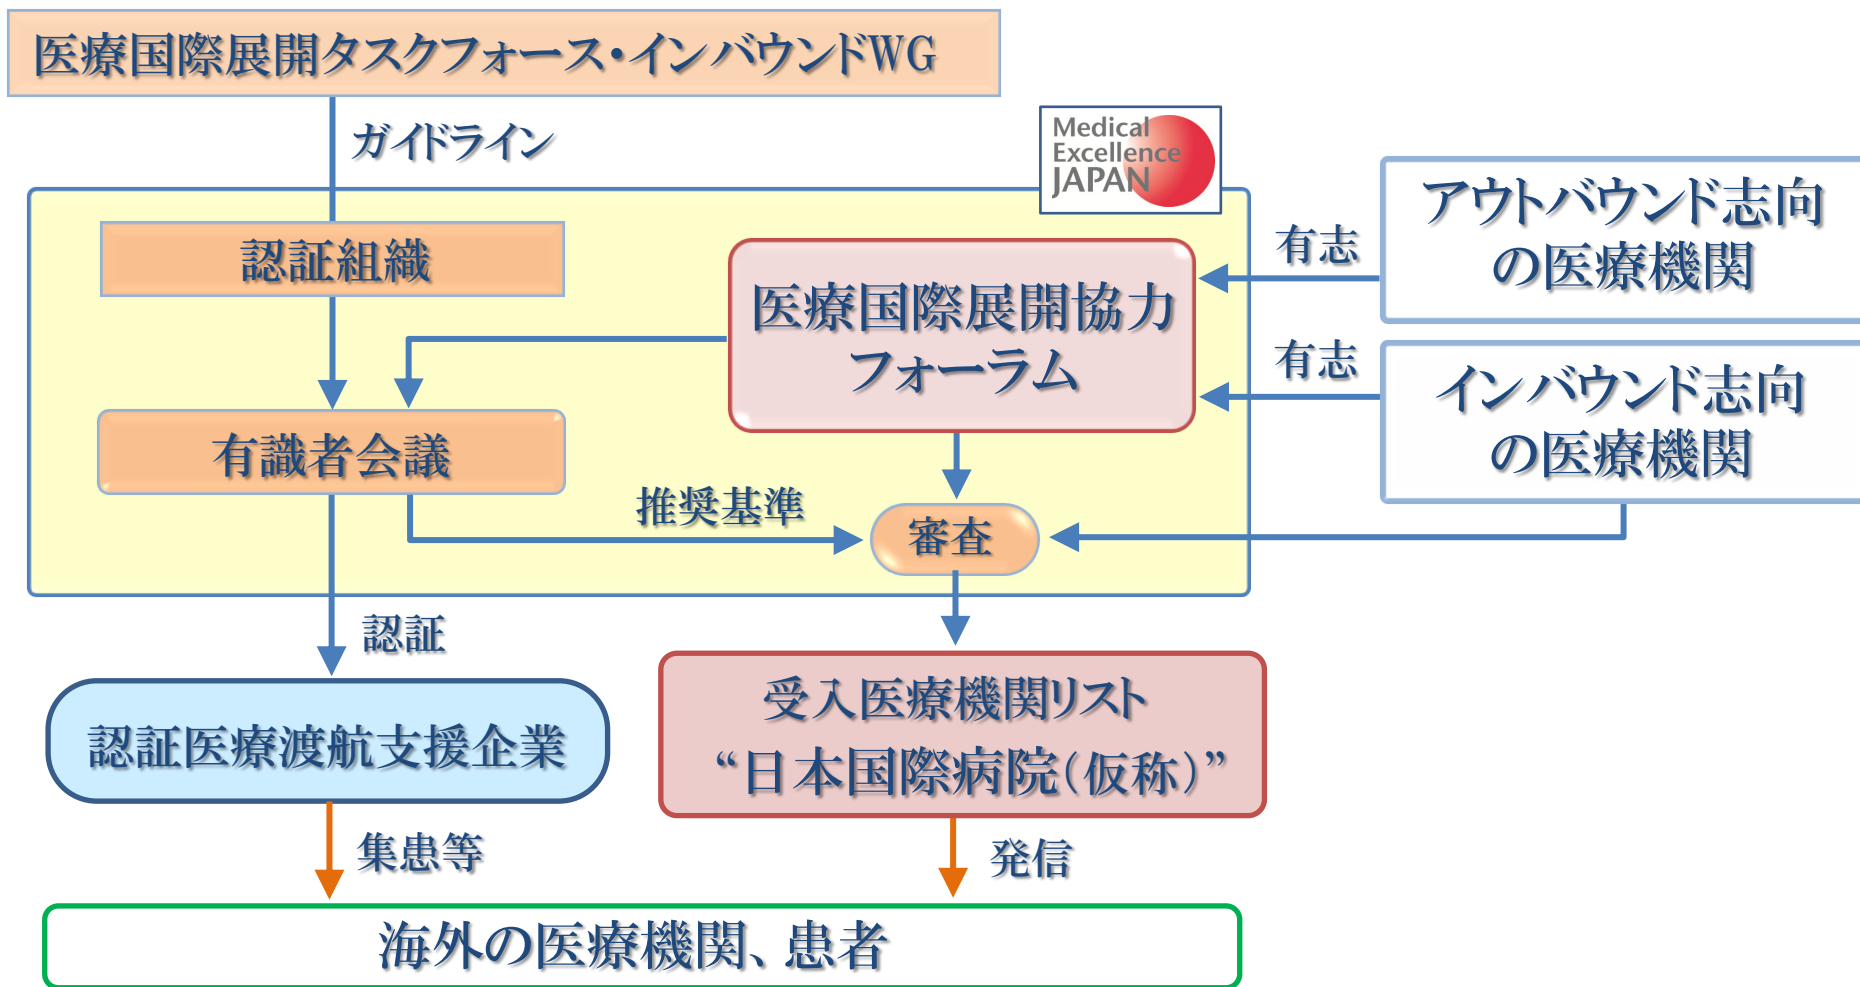 医療国際展開タスクフォース・インバウンドWG
ガイドライン
Medical
Excellence
JAPAN
認証組織
医療国際展開協力
フォーラム
有志
アウトバウンド志向
の医療機関
有志
インバウンド志向
の医療機関
有識者会議
推奨基準
審査
認証
認証医療渡航支援企業
受入医療機関リスト
“日本国際病院(仮称)”
集患等
発信
海外の医療機関、患者